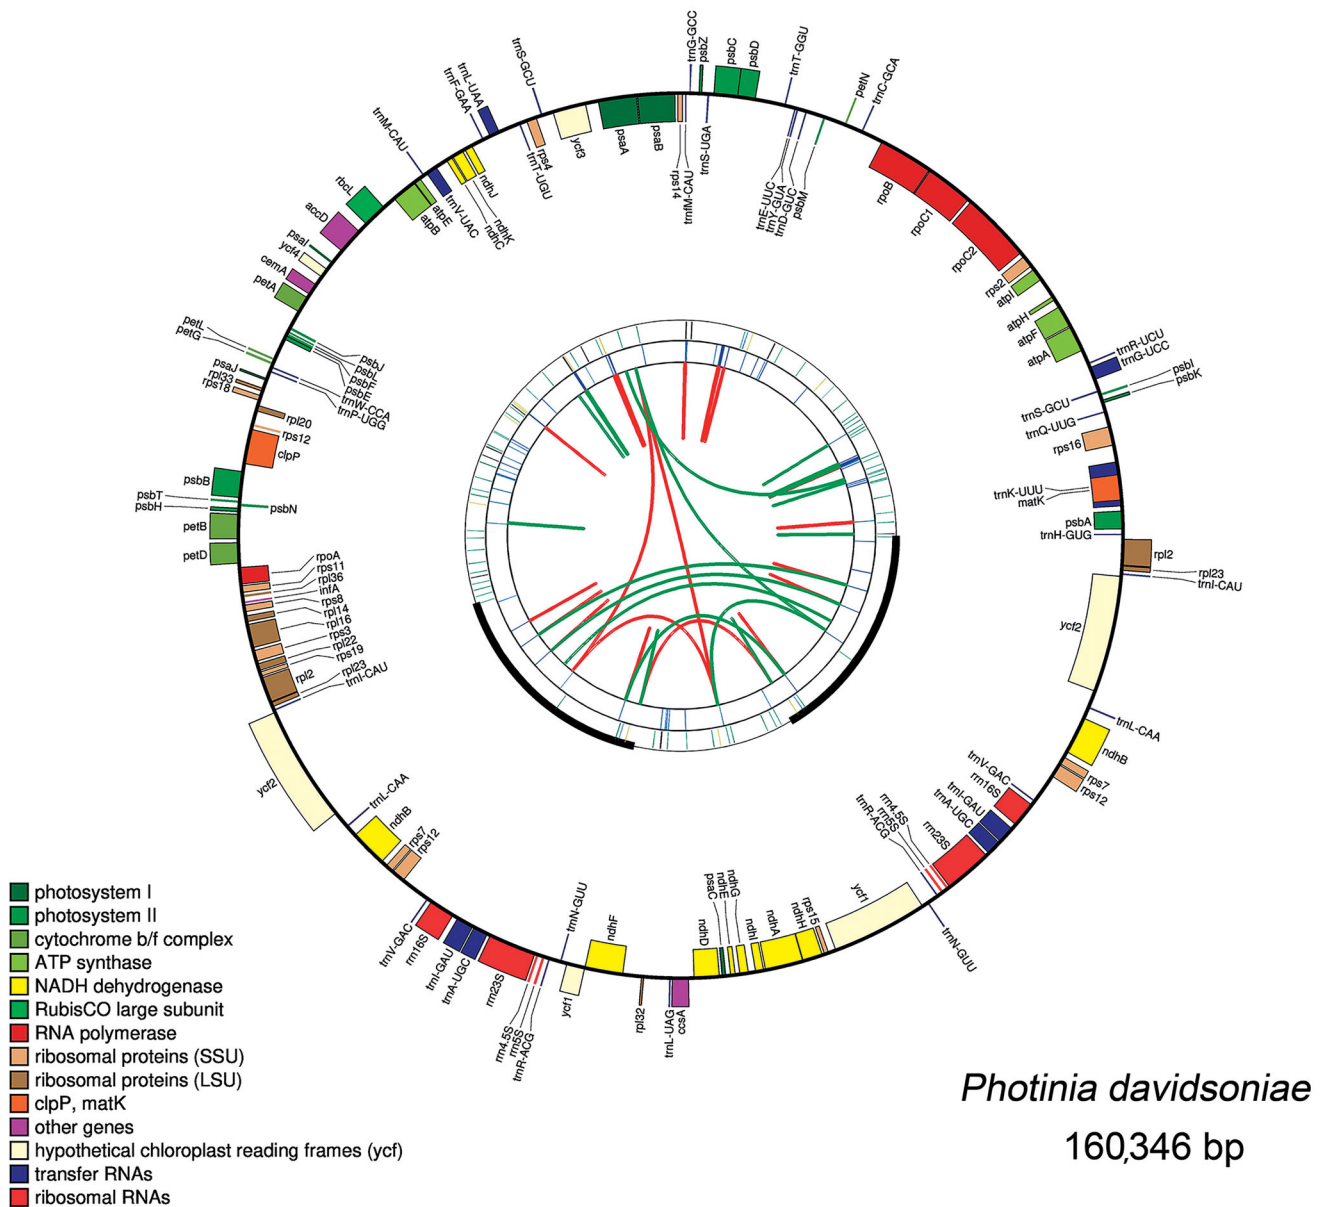 trnG-GCC
psbZ
psbC
psbD
trnT-GGU
petN
trnC-GCA
trnS-GCU
trnL-UAA
trnF-GAA
trnM-CAU
rbcL
accD
psaI
ycf4
cemA
petA
petL
petG
psaJ
rpl33
rps18
psbB
psbT
psbH
petB
petD
psaA
psaB
rps14
trnfM-CAU
trnS-UGA
trnE-UUC
trnY-GUA
trnD-GUC
psbM
rpoB
rpoC1
rpoC2
rps2
atpI
atpH
atpF
atpA
trnR-UCU
trnG-UCC
psbI
psbK
trnS-GCU
trnQ-UUG
rps16
trnK-UUU
matK
psbA
trnH-GUG
rpl2
rpl23
trnI-CAU
ycf2
trnL-CAA
ndhB
rps7
rps12
trnV-GAC
rrn16S
trnI-GAU
trnA-UGC
rrn23S
rrn4.5S
rrn5S
trnR-ACG
trnN-GUU
ycf1
rps15
ndhH
ndhA
ndhI
ndhG
ndhE
psaC
ndhD
ccsA
trnL-UAG
rpl32
ndhF
ycf1
trnN-GUU
trnR-ACG
rrn5S
rrn4.5S
rrn23S
trnA-UGC
trnI-GAU
rrn16S
trnV-GAC
rps12
rps7
ndhB
trnL-CAA
ycf2
trnI-CAU
rpl23
rpl2
rps19
rpl22
rps3
rpl16
rpl14
rps8
infA
rpl36
rps11
rpoA
psbN
clpP
rps12
rpl20
trnP-UGG
trnW-CCA
psbE
psbF
psbL
psbJ
atpB
atpE
trnV-UAC
ndhC
ndhK
ndhJ
trnT-UGU
rps4
ycf3
photosystem I
photosystem II
cytochrome b/f complex
ATP synthase
NADH dehydrogenase
RubisCO large subunit
RNA polymerase
ribosomal proteins (SSU)
ribosomal proteins (LSU)
clpP, matK
other genes
hypothetical chloroplast reading frames (ycf)
transfer RNAs
ribosomal RNAs
Photinia davidsoniae
160,346 bp